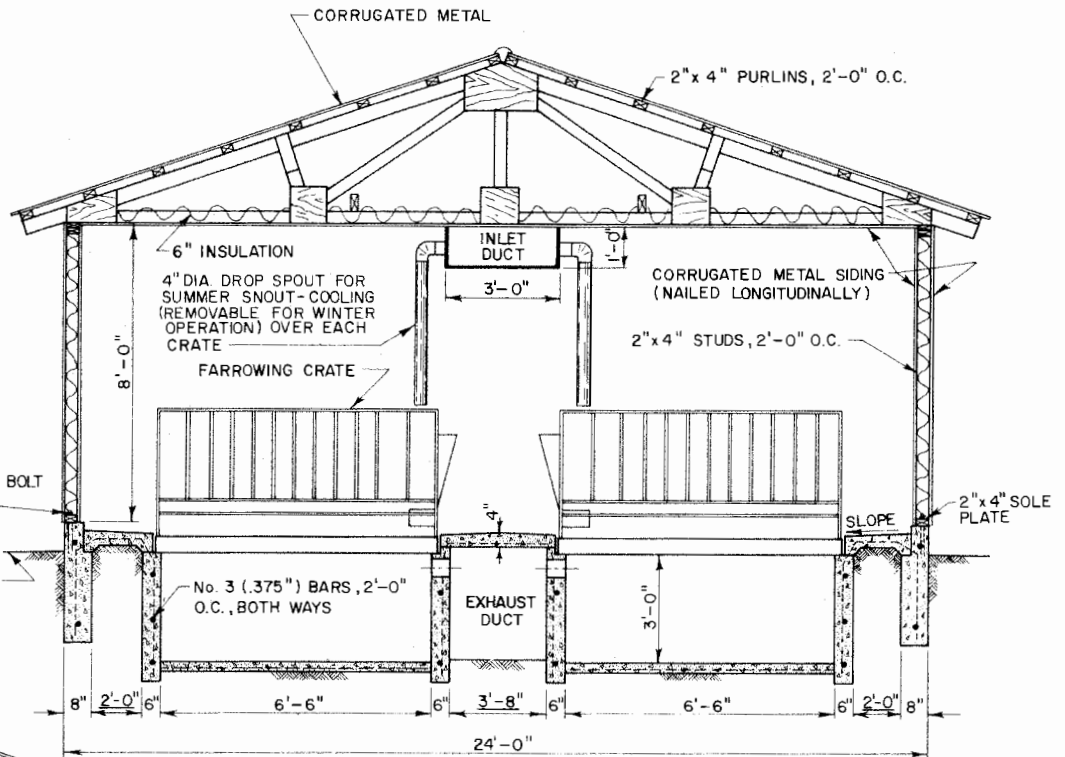 CORRUGATED METAL
2"x 4" PURLINS, 2'-0" O.C.
6" INSULATION
INLET
DUCT
1'-0"
3'-0"
4" DIA. DROP SPOUT FOR
SUMMER SNOUT-COOLING
(REMOVABLE FOR WINTER
OPERATION) OVER EACH
CRATE
CORRUGATED METAL SIDING
(NAILED LONGITUDINALLY)
2"x 4" STUDS, 2'-0" O.C.
8'-0"
FARROWING CRATE
BOLT
4"
SLOPE
2"x 4" SOLE
PLATE
No. 3 (.375") BARS, 2'-0"
O.C., BOTH WAYS
EXHAUST
DUCT
3'-0"
8" 2'-0" 6" 6'-6" 6" 3'-8" 6" 6'-6" 6" 2'-0" 8"
24'-0"